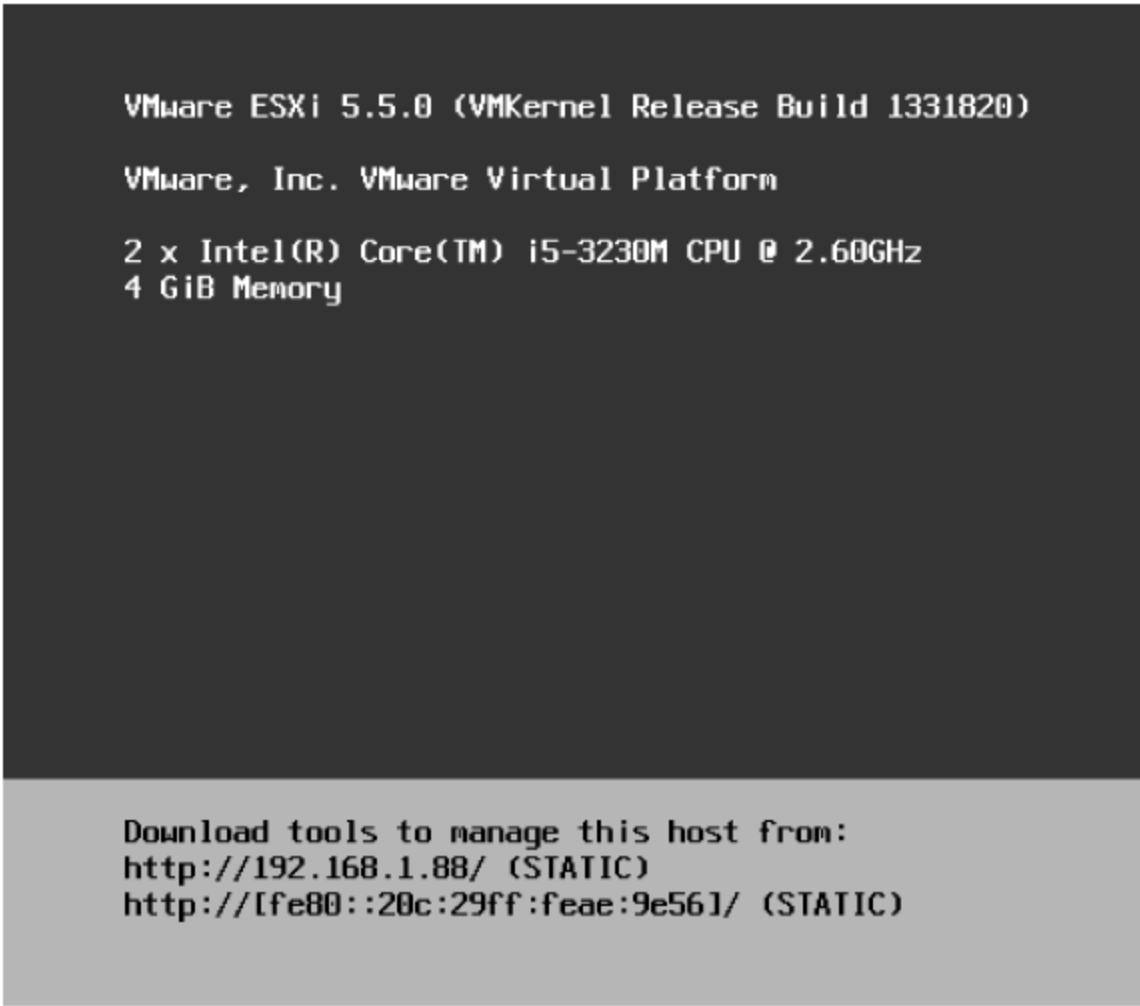 VMware ESXi 5.5.0 (VMKernel Release Build 1331820)
VMware, Inc. VMware Virtual Platform
2 x Intel(R) Core(TM) i5-3230M CPU @ 2.60GHz
4 GiB Memory
Download tools to manage this host from:
http://192.168.1.88/ (STATIC)
http://[fe80::20c:29ff:feae:9e56]/ (STATIC)